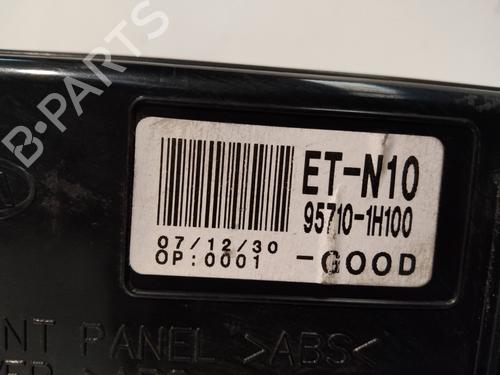 B-PARTS
ET-N10
95710-1H100
07/12/30
OP:0001
-GOOD
NT PANEL >ABS<